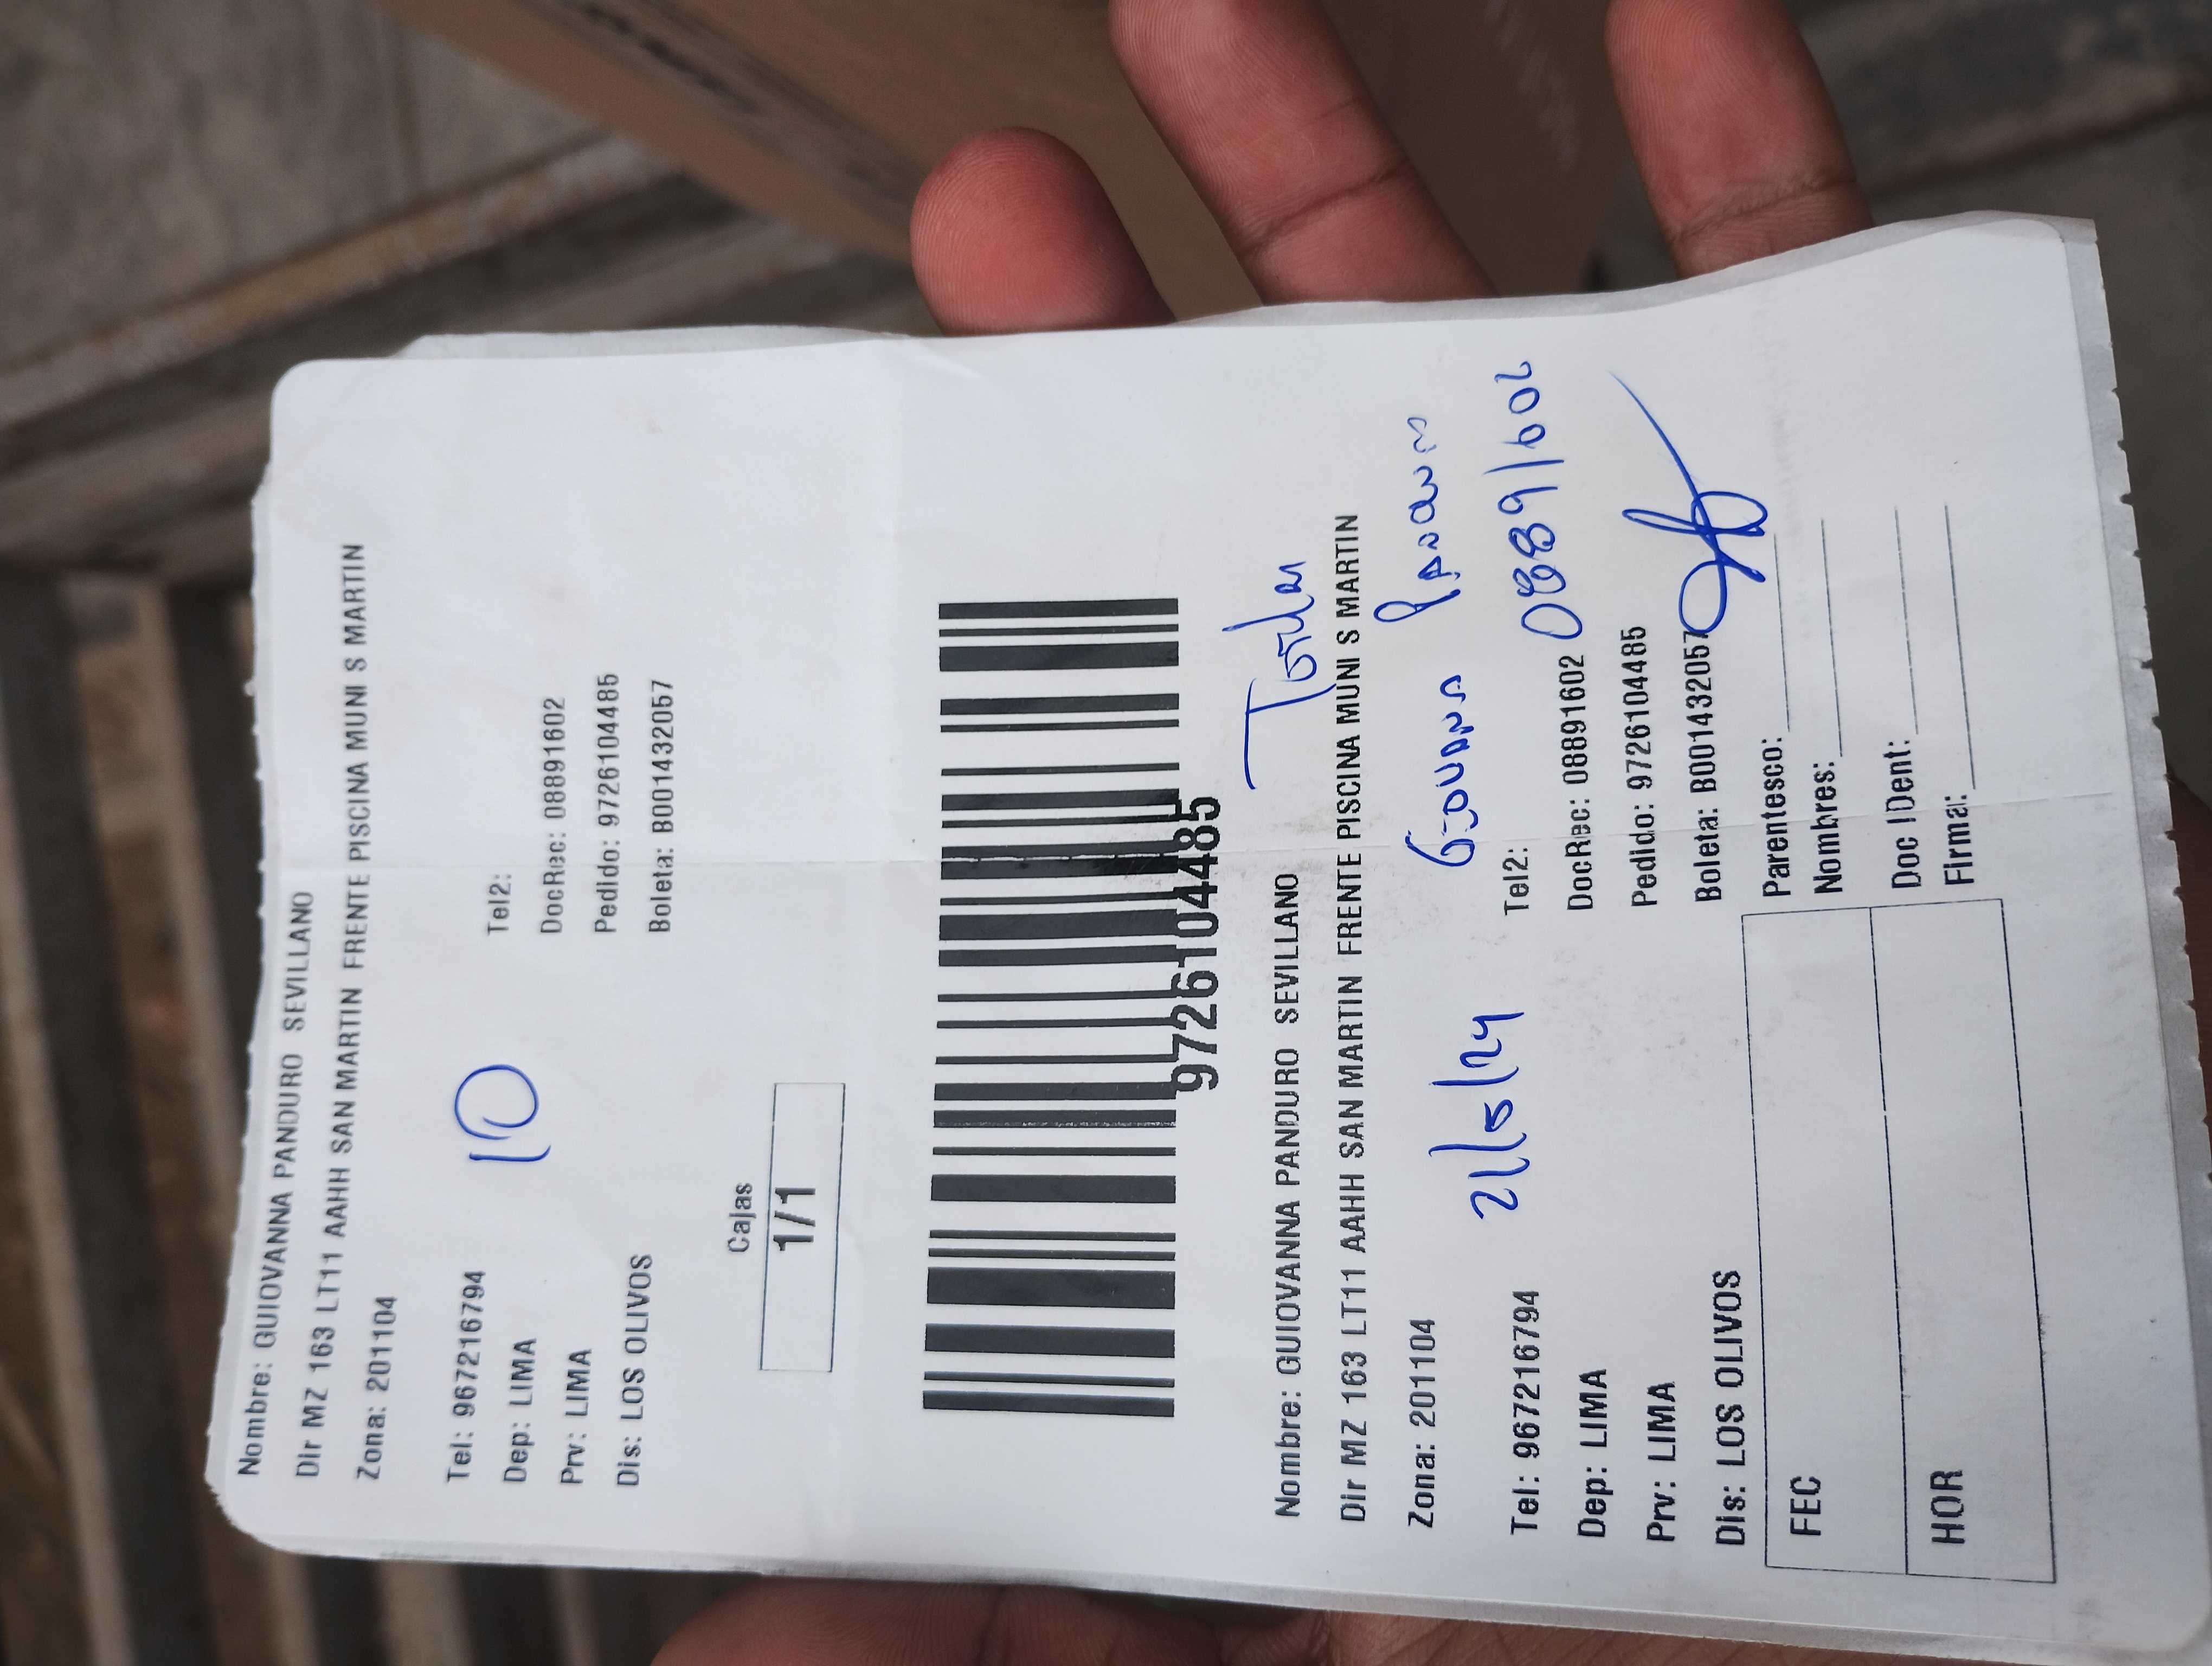 Nombre: GUIOVANNA PANDURO SEVILLANO
Dir MZ 163 LT11 AAHH SAN MARTIN FRENTE PISCINA MUNI S MARTIN
Zona: 201104
10
Tel: 967216794 Tel2:
Dep: LIMA DocRec: 08891602
Prv: LIMA Pedido: 9726104485
Dis: LOS OLIVOS Boleta: B001432057
Cajas
1/1
9726104485
Nombre: GUIOVANNA PANDURO SEVILLANO
Dir MZ 163 LT11 AAHH SAN MARTIN FRENTE PISCINA MUNI S MARTIN
Zona: 201104
21/5/24
08891602
Tel: 967216794 Tel2:
Dep: LIMA DocRec: 08891602
Prv: LIMA Pedido: 9726104485
Dis: LOS OLIVOS Boleta: B001432057
FEC Parentesco:
Nombres:
HOR Doc IDent:
Firma: